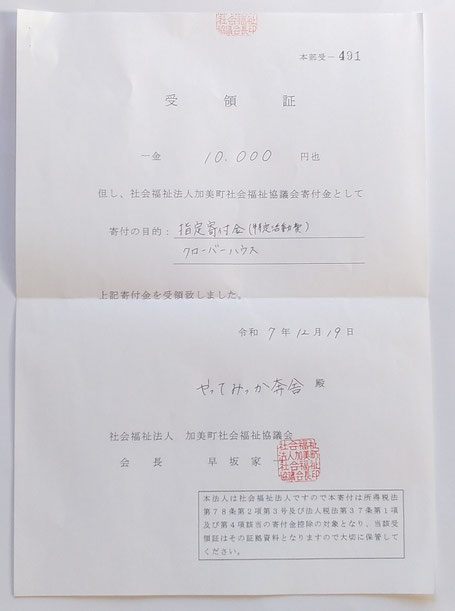 本部受－491
受領証
一金 10.000 円也
但し、社会福祉法人加美町社会福祉協議会寄付金として
寄付の目的：指定寄付金(特定活動費)
クローバーハウス
上記寄付金を受領致しました。
令和 7年12月19日
やってみっか奔舎 殿
社会福祉法人 加美町社会福祉協議会
会長 早坂家一
本法人は社会福祉法人ですので本寄付は所得税法
第78条第2項第3号及び法人税法第37条第1項
及び第4項該当の寄付金控除の対象となり、当該受
領証はその証拠資料となりますので大切に保管して
ください。